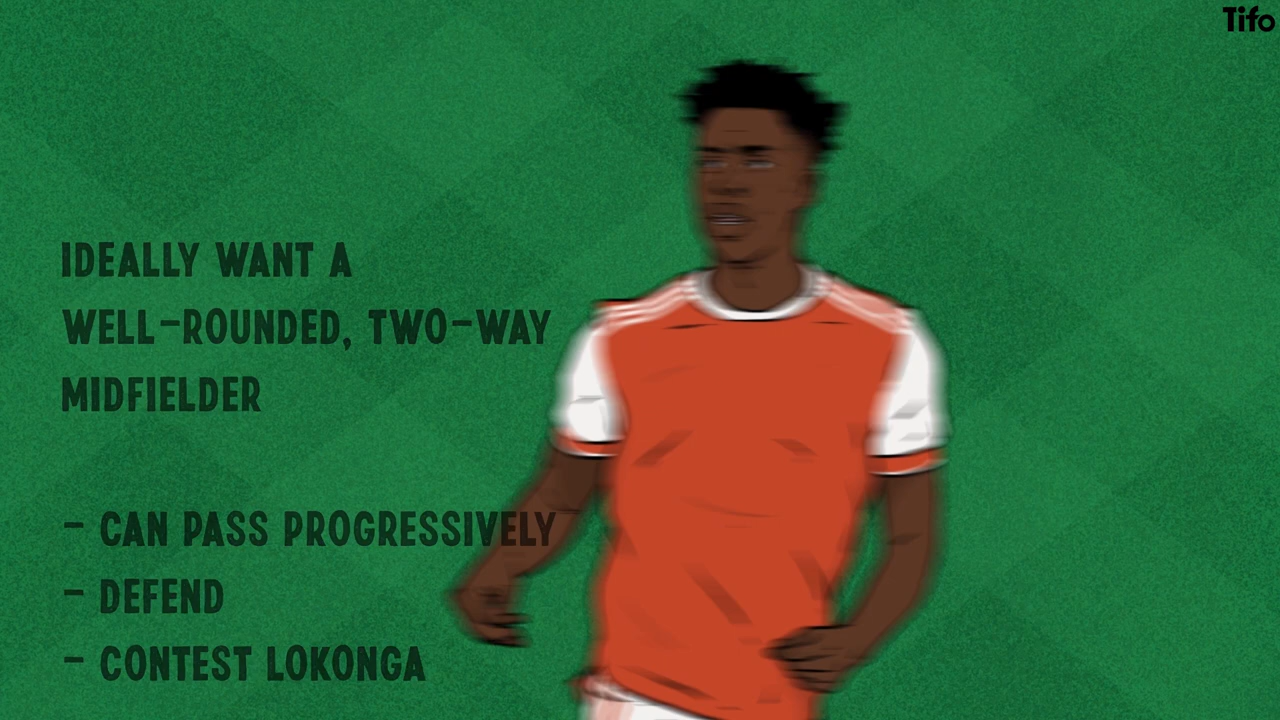 Tifo
IDEALLY WANT A
WELL-ROUNDED, TWO-WAY
MIDFIELDER
- CAN PASS PROGRESSIVELY
- DEFEND
- CONTEST LOKONGA